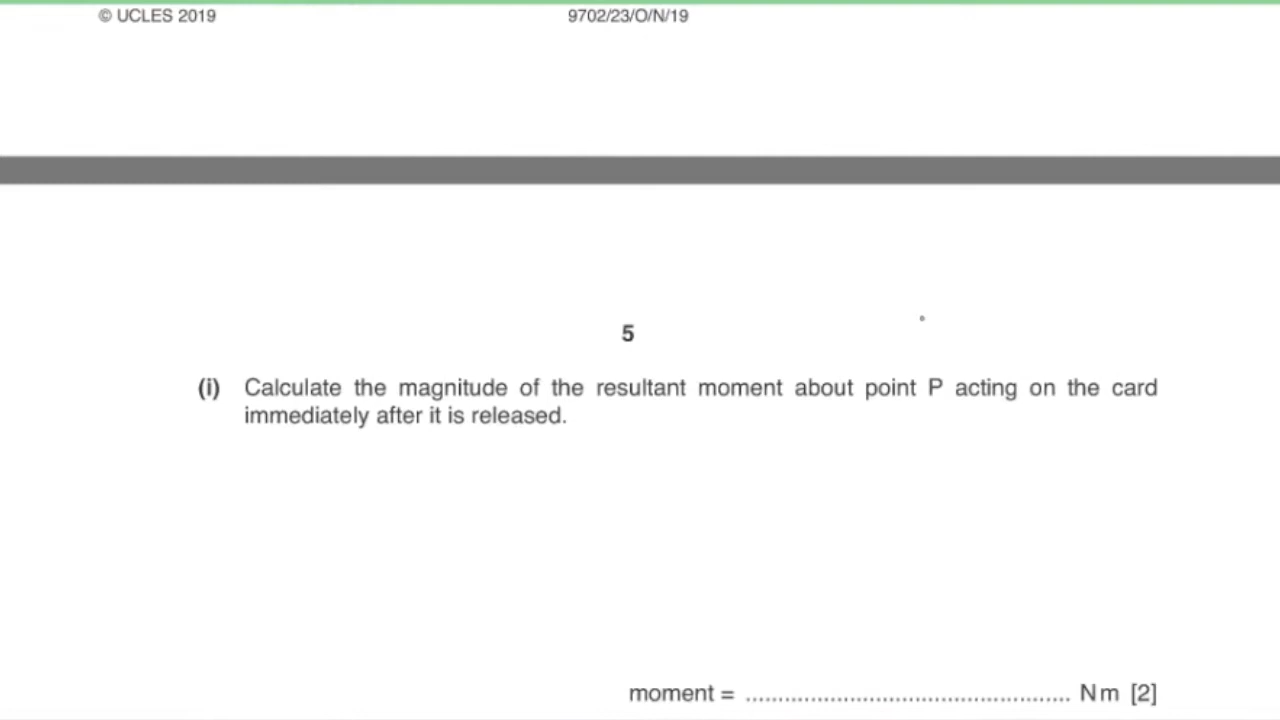 © UCLES 2019 9702/23/O/N/19
5
(i) Calculate the magnitude of the resultant moment about point P acting on the card
immediately after it is released.
moment = .................................................. N m [2]